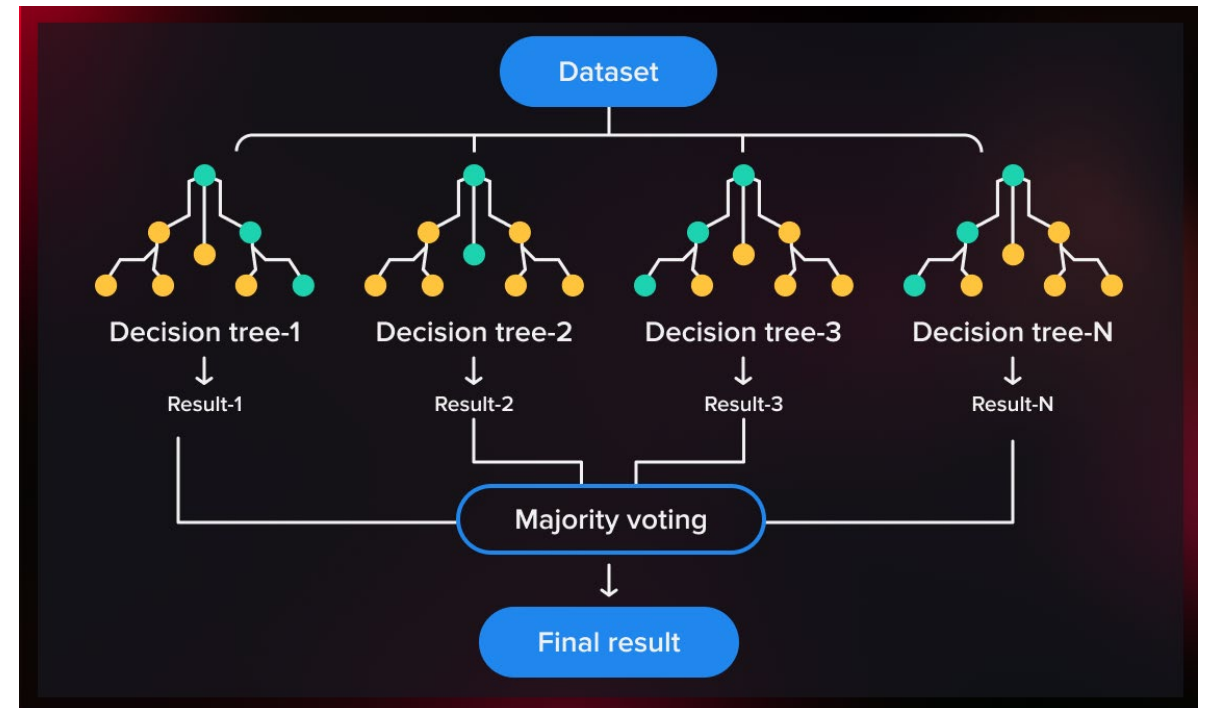 Dataset
Decision tree-1
Decision tree-2
Decision tree-3
Decision tree-N
Result-1
Result-2
Result-3
Result-N
Majority voting
Final result